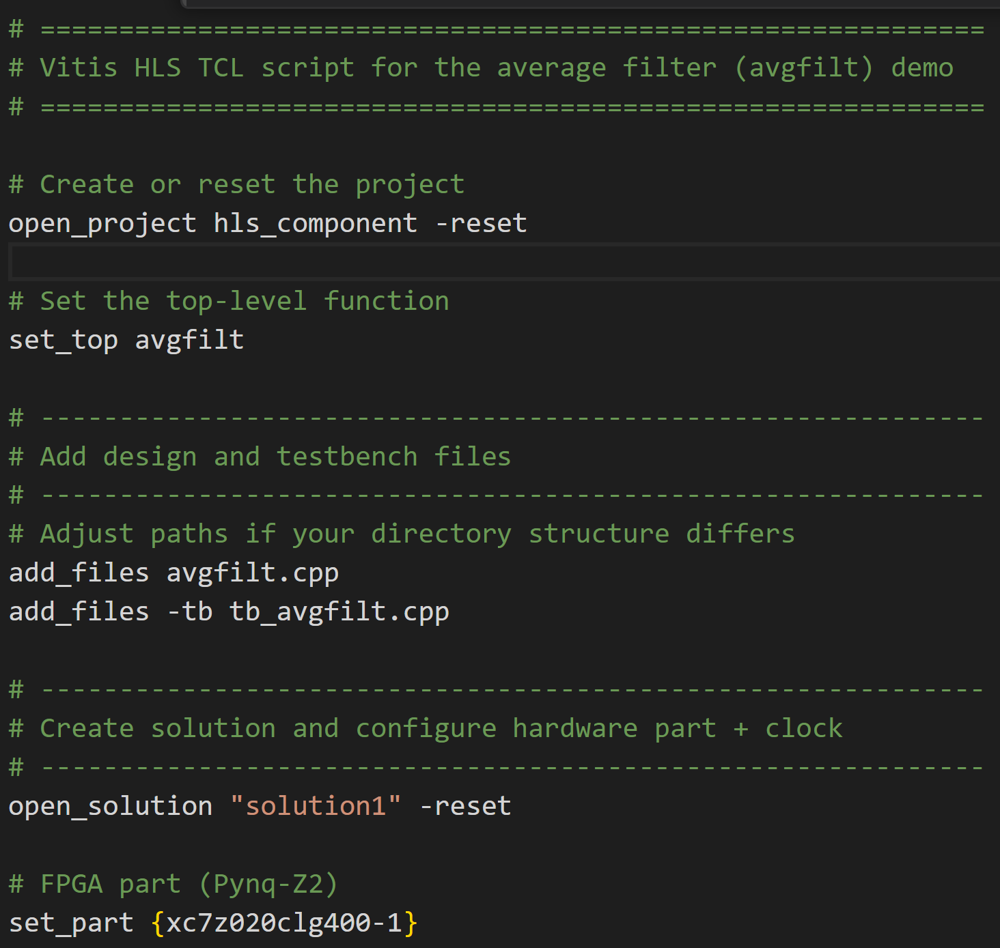 # ============================================================
# Vitis HLS TCL script for the average filter (avgfilt) demo
# ============================================================
# Create or reset the project
open_project hls_component -reset
# Set the top-level function
set_top avgfilt
# ------------------------------------------------------------
# Add design and testbench files
# ------------------------------------------------------------
# Adjust paths if your directory structure differs
add_files avgfilt.cpp
add_files -tb tb_avgfilt.cpp
# ------------------------------------------------------------
# Create solution and configure hardware part + clock
# ------------------------------------------------------------
open_solution "solution1" -reset
# FPGA part (Pynq-Z2)
set_part {xc7z020clg400-1}